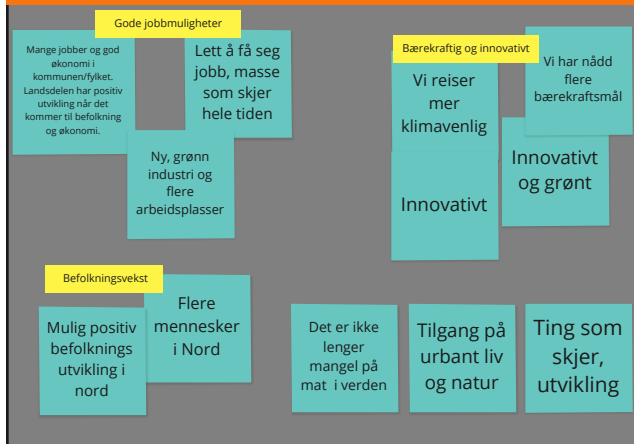 Gode jobbmuligheter
Mange jobber og god
økonomi i
kommunen/fylket.
Landsdelen har positiv
utvikling når det
kommer til befolkning
og økonomi.
Lett å få seg
jobb, masse
som skjer
hele tiden
Ny, grønn
industri og
flere
arbeidsplasser
Bærekraftig og innovativt
Vi reiser
mer
klimavenlig
Vi har nådd
flere
bærekraftsmål
Innovativt
Innovativt
og grønt
Befolkningsvekst
Mulig positiv
befolknings
utvikling i
nord
Flere
mennesker
i Nord
Det er ikke
lenger
mangel på
mat i verden
Tilgang på
urbant liv
og natur
Ting som
skjer,
utvikling